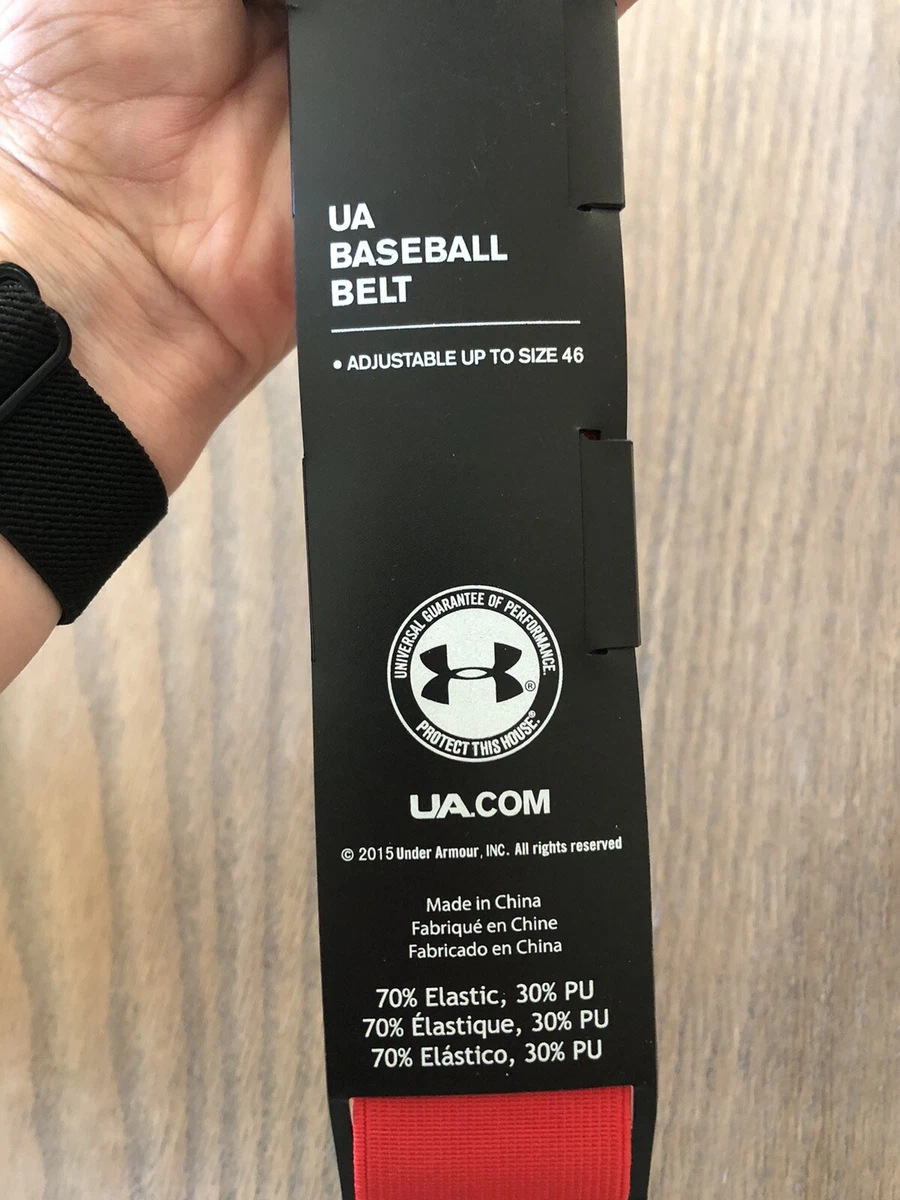 UA
BASEBALL
BELT
• ADJUSTABLE UP TO SIZE 46
UNIVERSAL GUARANTEE OF PERFORMANCE.
®
PROTECT THIS HOUSE.®
UA.COM
© 2015 Under Armour, INC. All rights reserved
Made in China
Fabriqué en Chine
Fabricado en China
70% Elastic, 30% PU
70% Élastique, 30% PU
70% Elástico, 30% PU